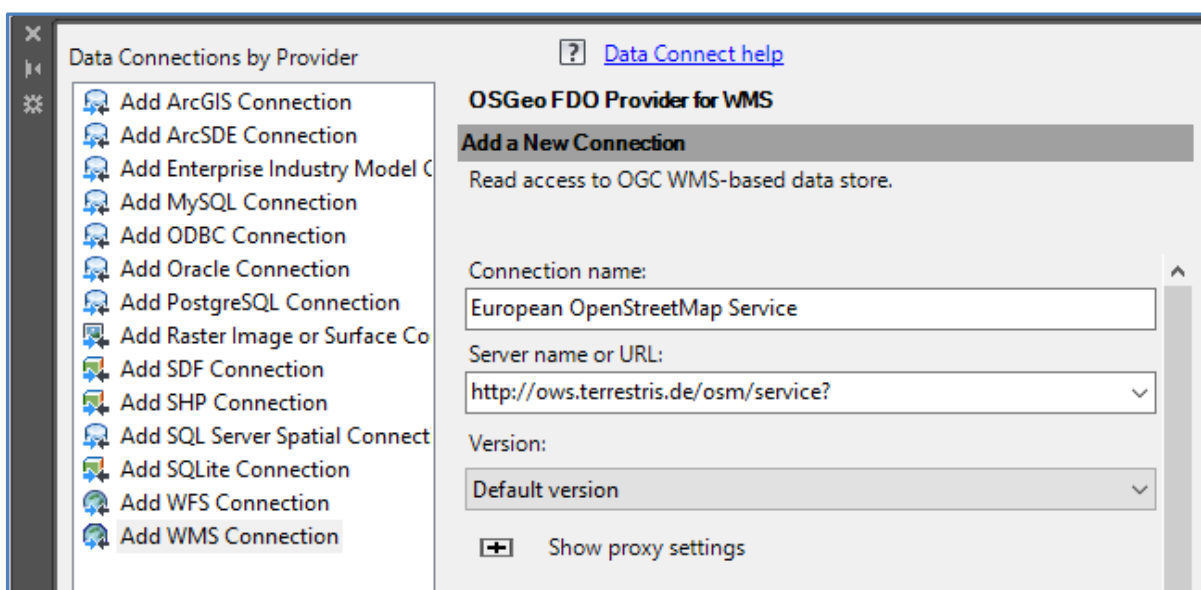 Data Connections by Provider
Add ArcGIS Connection
Add ArcSDE Connection
Add Enterprise Industry Model C
Add MySQL Connection
Add ODBC Connection
Add Oracle Connection
Add PostgreSQL Connection
Add Raster Image or Surface Co
Add SDF Connection
Add SHP Connection
Add SQL Server Spatial Connect
Add SQLite Connection
Add WFS Connection
Add WMS Connection
? Data Connect help
OSGeo FDO Provider for WMS
Add a New Connection
Read access to OGC WMS-based data store.
Connection name:
European OpenStreetMap Service
Server name or URL:
http://ows.terrestris.de/osm/service?
Version:
Default version
Show proxy settings